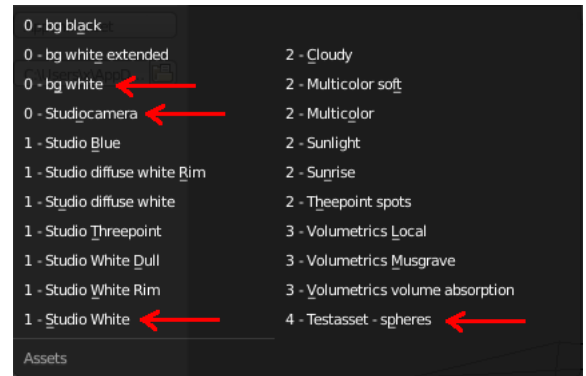 0 - bg black
0 - bg white extended
0 - bg white
0 - Studiocamera
1 - Studio Blue
1 - Studio diffuse white Rim
1 - Studio diffuse white
1 - Studio Threepoint
1 - Studio White Dull
1 - Studio White Rim
1 - Studio White
2 - Cloudy
2 - Multicolor soft
2 - Multicolor
2 - Sunlight
2 - Sunrise
2 - Theepoint spots
3 - Volumetrics Local
3 - Volumetrics Musgrave
3 - Volumetrics volume absorption
4 - Testasset - spheres
Assets